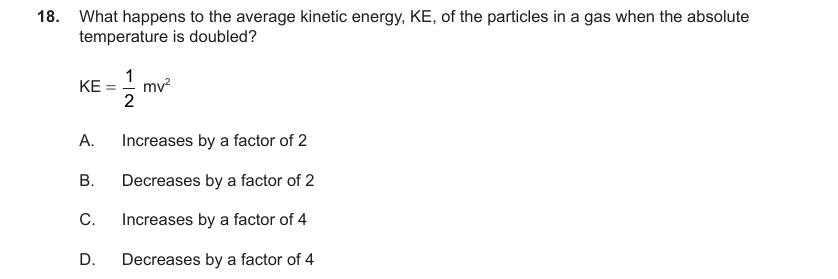 18. What happens to the average kinetic energy, KE, of the particles in a gas when the absolute
temperature is doubled?
KE = 1/2 mv²
A. Increases by a factor of 2
B. Decreases by a factor of 2
C. Increases by a factor of 4
D. Decreases by a factor of 4